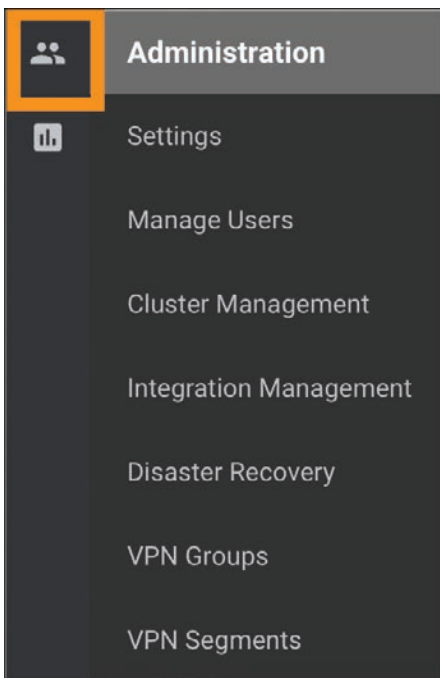 Administration
Settings
Manage Users
Cluster Management
Integration Management
Disaster Recovery
VPN Groups
VPN Segments